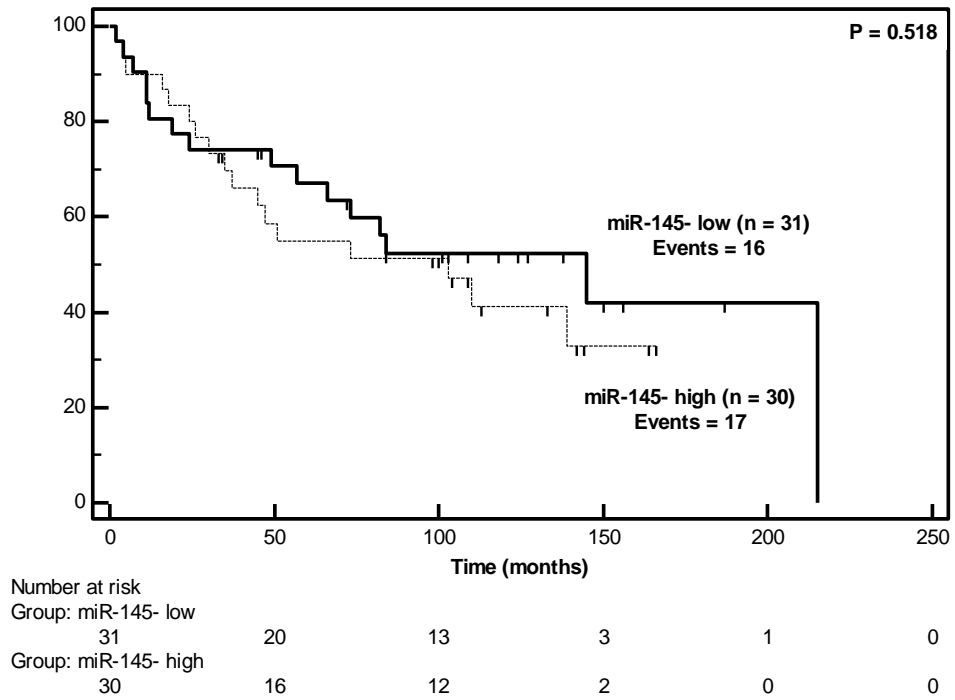 100
80
60
40
20
0
P = 0.518
miR-145- low (n = 31)
Events = 16
miR-145- high (n = 30)
Events = 17
0 50 100 150 200 250
Time (months)
Number at risk
Group: miR-145- low
31 20 13 3 1 0
Group: miR-145- high
30 16 12 2 0 0